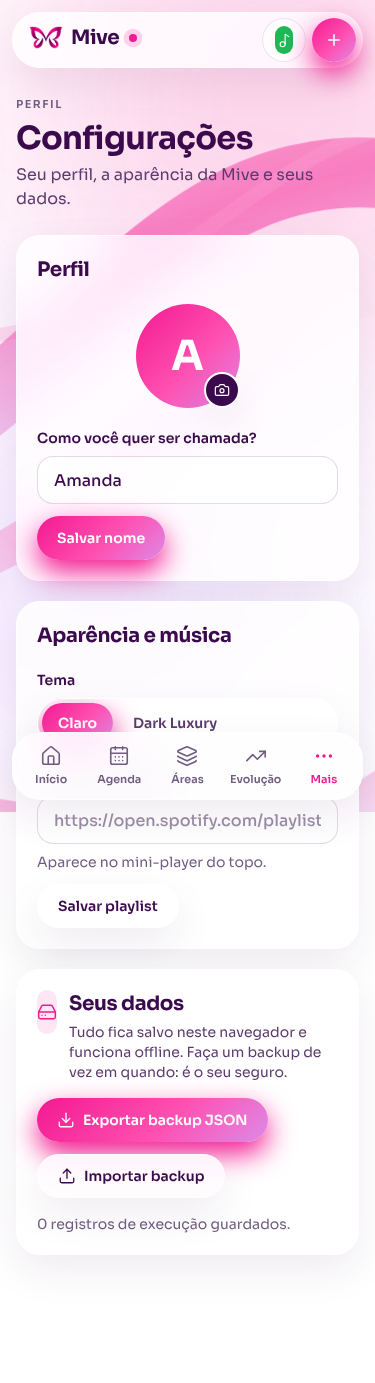 Mive
PERFIL
Configurações
Seu perfil, a aparência da Mive e seus
dados.
Perfil
A
Como você quer ser chamada?
Amanda
Salvar nome
Aparência e música
Tema
Claro
Dark Luxury
Início
Agenda
Áreas
Evolução
Mais
https://open.spotify.com/playlist
Aparece no mini-player do topo.
Salvar playlist
Seus dados
Tudo fica salvo neste navegador e
funciona offline. Faça um backup de
vez em quando: é o seu seguro.
Exportar backup JSON
Importar backup
0 registros de execução guardados.